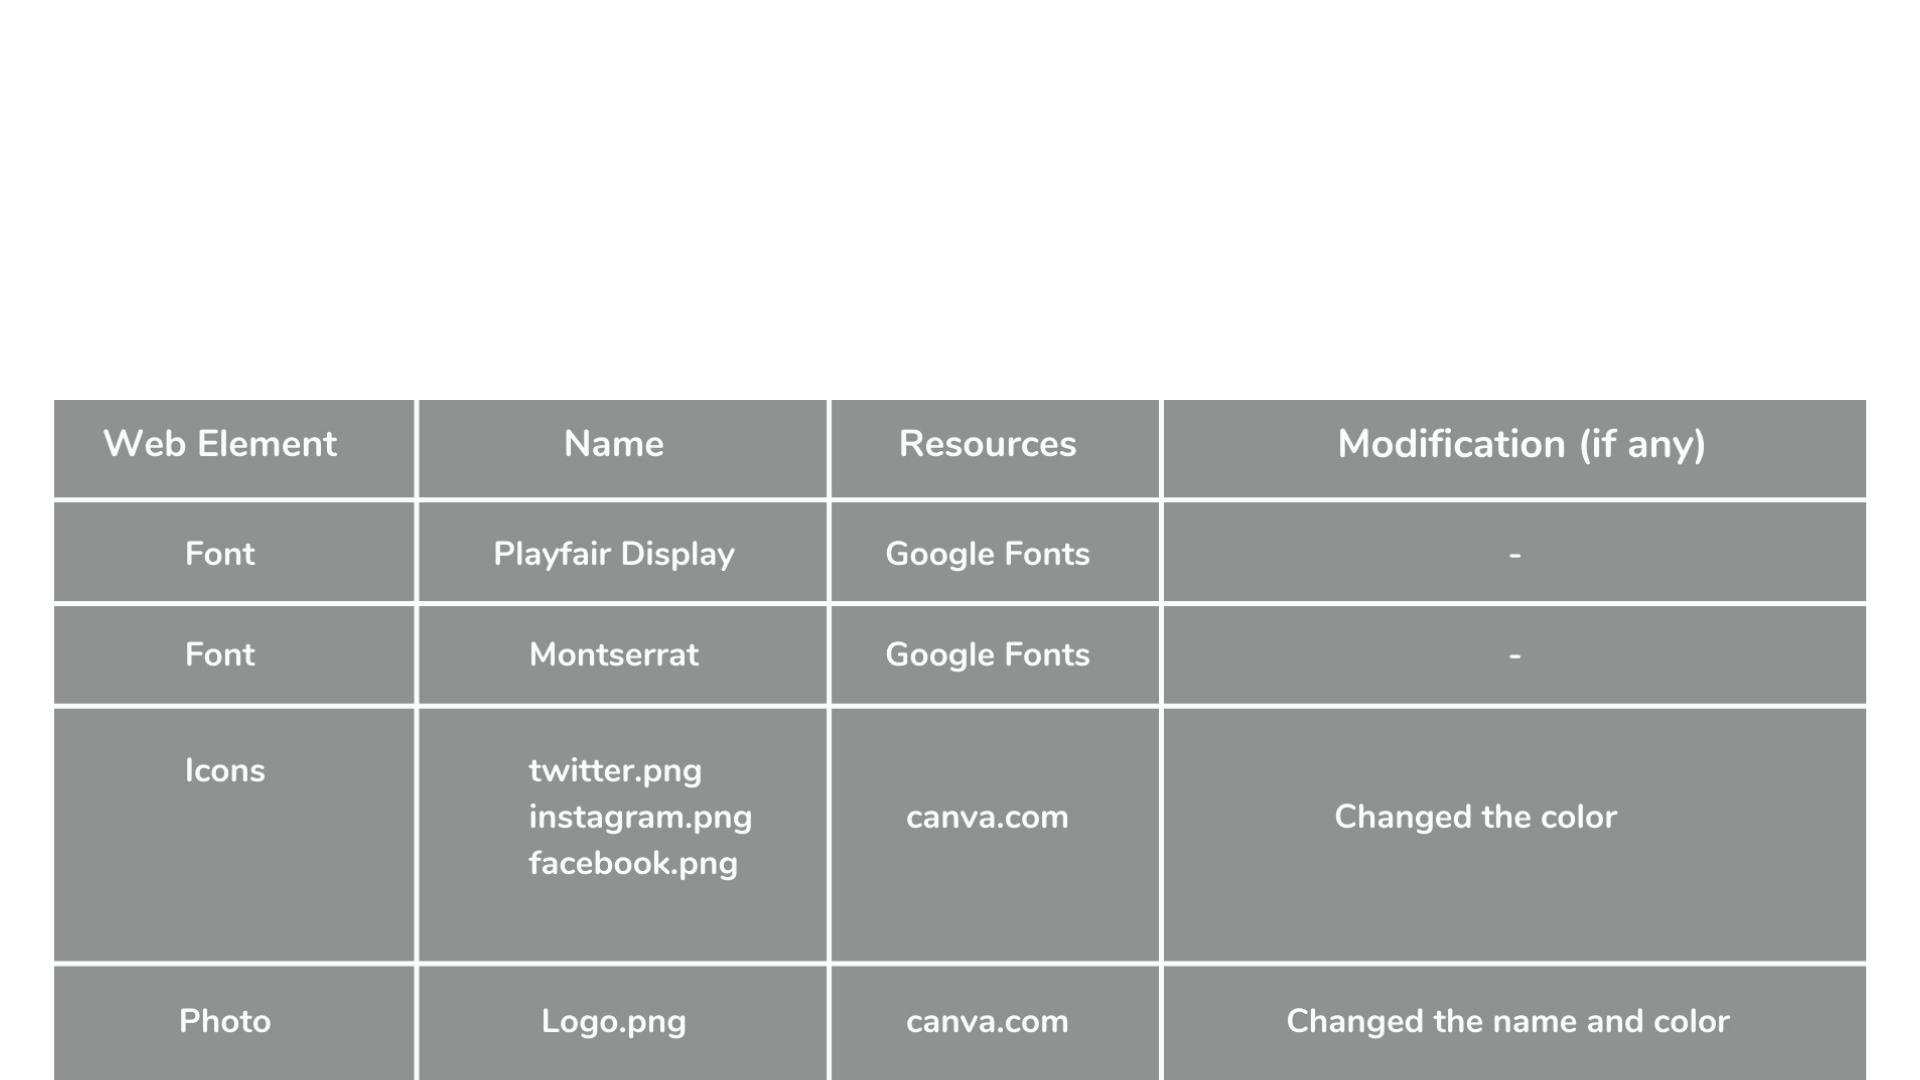 Web Element Name Resources Modification (if any)
Font Playfair Display Google Fonts -
Font Montserrat Google Fonts -
Icons twitter.png
instagram.png canva.com Changed the color
facebook.png
Photo Logo.png canva.com Changed the name and color